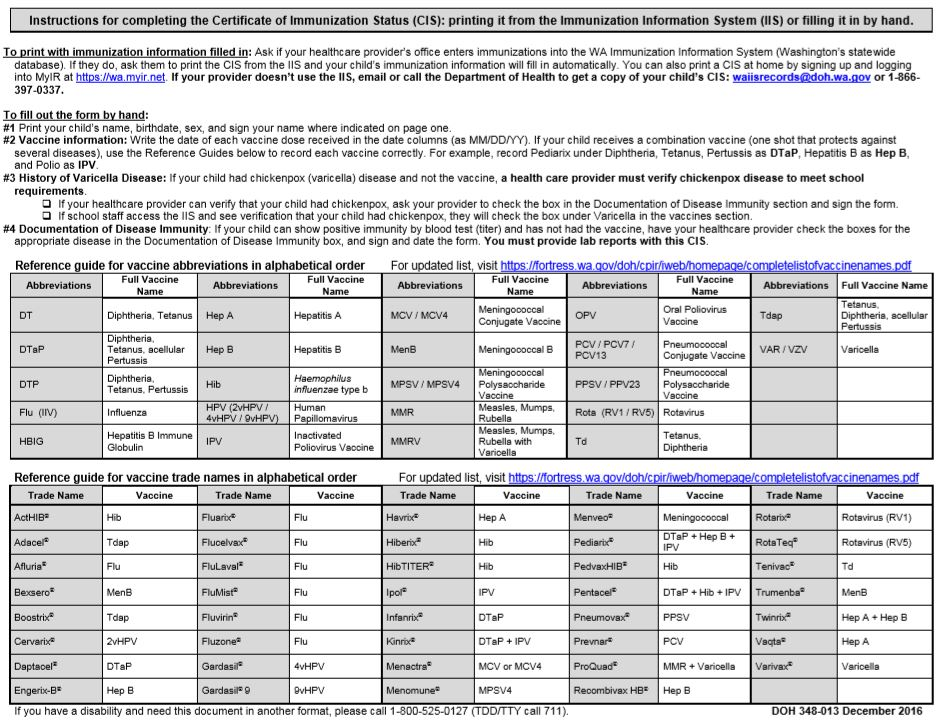 Instructions for completing the Certificate of Immunization Status (CIS): printing it from the Immunization Information System (IIS) or filling it in by hand.
To print with immunization information filled in: Ask if your healthcare provider's office enters immunizations into the WA Immunization Information System (Washington's statewide
database). If they do, ask them to print the CIS from the IIS and your child's immunization information will fill in automatically. You can also print a CIS at home by signing up and logging
into MyIR at https://wa.myir.net. If your provider doesn't use the IIS, email or call the Department of Health to get a copy of your child's CIS: waiisrecords@doh.wa.gov or 1-866-
397-0337.
To fill out the form by hand:
#1 Print your child's name, birthdate, sex, and sign your name where indicated on page one.
#2 Vaccine information: Write the date of each vaccine dose received in the date columns (as MM/DD/YY). If your child receives a combination vaccine (one shot that protects against
several diseases), use the Reference Guides below to record each vaccine correctly. For example, record Pediarix under Diphtheria, Tetanus, Pertussis as DTaP, Hepatitis B as Hep B,
and Polio as IPV.
#3 History of Varicella Disease: If your child had chickenpox (varicella) disease and not the vaccine, a health care provider must verify chickenpox disease to meet school
requirements.
❑ If your healthcare provider can verify that your child had chickenpox, ask your provider to check the box in the Documentation of Disease Immunity section and sign the form.
❑ If school staff access the IIS and see verification that your child had chickenpox, they will check the box under Varicella in the vaccines section.
#4 Documentation of Disease Immunity: If your child can show positive immunity by blood test (titer) and has not had the vaccine, have your healthcare provider check the boxes for the
appropriate disease in the Documentation of Disease Immunity box, and sign and date the form. You must provide lab reports with this CIS.
Reference guide for vaccine abbreviations in alphabetical order For updated list, visit https://fortress.wa.gov/doh/cpir/iweb/homepage/completelistofvaccinenames.pdf
Abbreviations Full Vaccine Name Abbreviations Full Vaccine Name Abbreviations Full Vaccine Name Abbreviations Full Vaccine Name Abbreviations Full Vaccine Name
DT Diphtheria, Tetanus Hep A Hepatitis A MCV / MCV4 Meningococcal Conjugate Vaccine OPV Oral Poliovirus Vaccine Tdap Tetanus, Diphtheria, acellular Pertussis
DTaP Diphtheria, Tetanus, acellular Pertussis Hep B Hepatitis B MenB Meningococcal B PCV / PCV7 / PCV13 Pneumococcal Conjugate Vaccine VAR / VZV Varicella
DTP Diphtheria, Tetanus, Pertussis Hib Haemophilus influenzae type b MPSV / MPSV4 Meningococcal Polysaccharide Vaccine PPSV / PPV23 Pneumococcal Polysaccharide Vaccine
Flu (IIV) Influenza HPV (2vHPV / 4vHPV / 9vHPV) Human Papillomavirus MMR Measles, Mumps, Rubella Rota (RV1 / RV5) Rotavirus
HBIG Hepatitis B Immune Globulin IPV Inactivated Poliovirus Vaccine MMRV Measles, Mumps, Rubella with Varicella Td Tetanus, Diphtheria
Reference guide for vaccine trade names in alphabetical order For updated list, visit https://fortress.wa.gov/doh/cpir/iweb/homepage/completelistofvaccinenames.pdf
Trade Name Vaccine Trade Name Vaccine Trade Name Vaccine Trade Name Vaccine Trade Name Vaccine
ActHIB® Hib Fluarix® Flu Havrix® Hep A Menveo® Meningococcal Rotarix® Rotavirus (RV1)
Adacel® Tdap Flucelvax® Flu Hiberix® Hib Pediarix® DTaP + Hep B + IPV RotaTeq® Rotavirus (RV5)
Afluria® Flu FluLaval® Flu HibTITER® Hib PedvaxHIB® Hib Tenivac® Td
Bexsero® MenB FluMist® Flu Ipol® IPV Pentacel® DTaP + Hib + IPV Trumenba® MenB
Boostrix® Tdap Fluvirin® Flu Infanrix® DTaP Pneumovax® PPSV Twinrix® Hep A + Hep B
Cervarix® 2vHPV Fluzone® Flu Kinrix® DTaP + IPV Prevnar® PCV Vaqta® Hep A
Daptacel® DTaP Gardasil® 4vHPV Menactra® MCV or MCV4 ProQuad® MMR + Varicella Varivax® Varicella
Engerix-B® Hep B Gardasil® 9 9vHPV Menomune® MPSV4 Recombivax HB® Hep B
If you have a disability and need this document in another format, please call 1-800-525-0127 (TDD/TTY call 711). DOH 348-013 December 2016